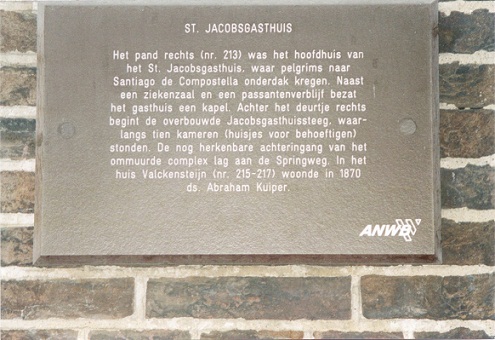 ST. JACOBSGASTHUIS
Het pand rechts (nr. 213) was het hoofdhuis van
het St. Jacobsgasthuis, waar pelgrims naar
Santiago de Compostella onderdak kregen. Naast
een ziekenzaal en een passantenverblijf bezat
het gasthuis een kapel. Achter het deurtje rechts
begint de overbouwde Jacobsgasthuissteeg, waar-
langs tien kameren (huisjes voor behoeftigen)
stonden. De nog herkenbare achteringang van het
ommuurde complex lag aan de Springweg. In het
huis Valckensteijn (nr. 215-217) woonde in 1870
ds. Abraham Kuiper.
ANWB